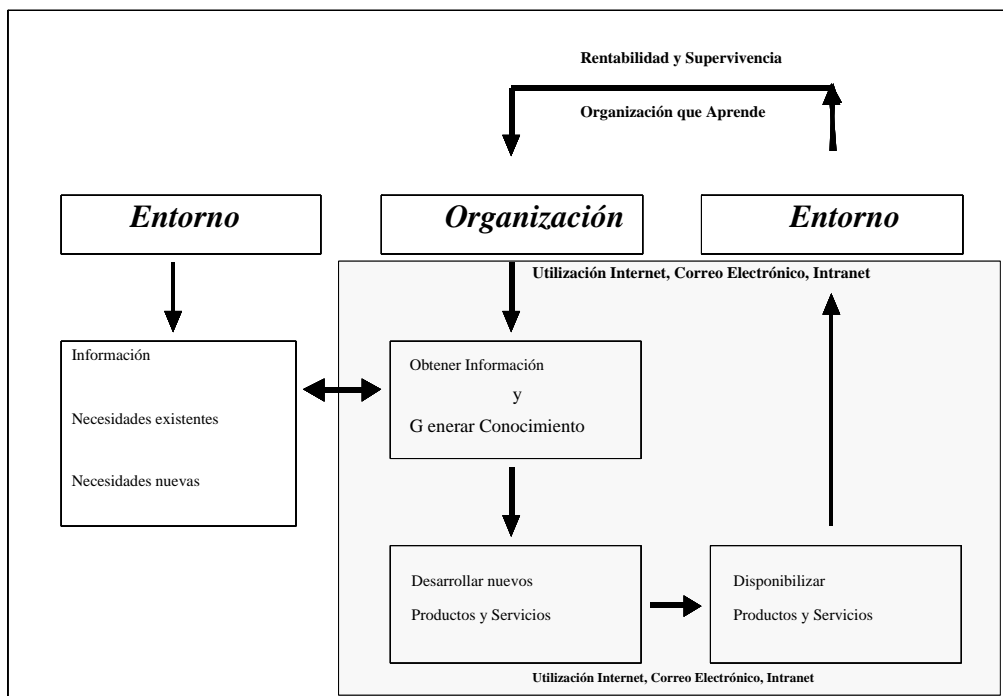 Rentabilidad y Supervivencia
Organización que Aprende
Entorno
Organización
Entorno
Utilización Internet, Correo Electrónico, Intranet
Información
Necesidades existentes
Necesidades nuevas
Obtener Información
y
G enerar Conocimiento
Desarrollar nuevos
Productos y Servicios
Disponibilizar
Productos y Servicios
Utilización Internet, Correo Electrónico, Intranet